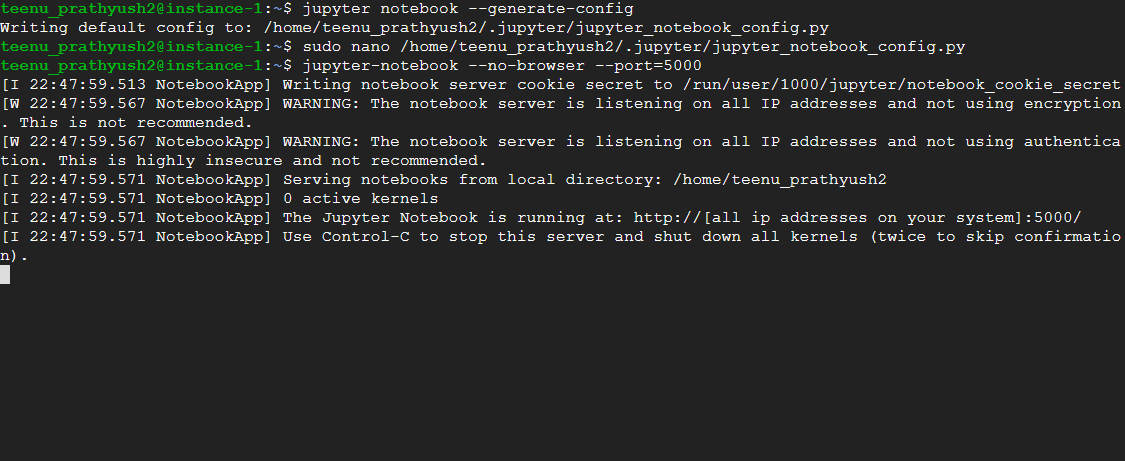 teenu_prathyush2@instance-1:~$ jupyter notebook --generate-config
Writing default config to: /home/teenu_prathyush2/.jupyter/jupyter_notebook_config.py
teenu_prathyush2@instance-1:~$ sudo nano /home/teenu_prathyush2/.jupyter/jupyter_notebook_config.py
teenu_prathyush2@instance-1:~$ jupyter-notebook --no-browser --port=5000
[I 22:47:59.513 NotebookApp] Writing notebook server cookie secret to /run/user/1000/jupyter/notebook_cookie_secret
[W 22:47:59.567 NotebookApp] WARNING: The notebook server is listening on all IP addresses and not using encryption
. This is not recommended.
[W 22:47:59.567 NotebookApp] WARNING: The notebook server is listening on all IP addresses and not using authentica
tion. This is highly insecure and not recommended.
[I 22:47:59.571 NotebookApp] Serving notebooks from local directory: /home/teenu_prathyush2
[I 22:47:59.571 NotebookApp] 0 active kernels
[I 22:47:59.571 NotebookApp] The Jupyter Notebook is running at: http://[all ip addresses on your system]:5000/
[I 22:47:59.571 NotebookApp] Use Control-C to stop this server and shut down all kernels (twice to skip confirmatio
n).